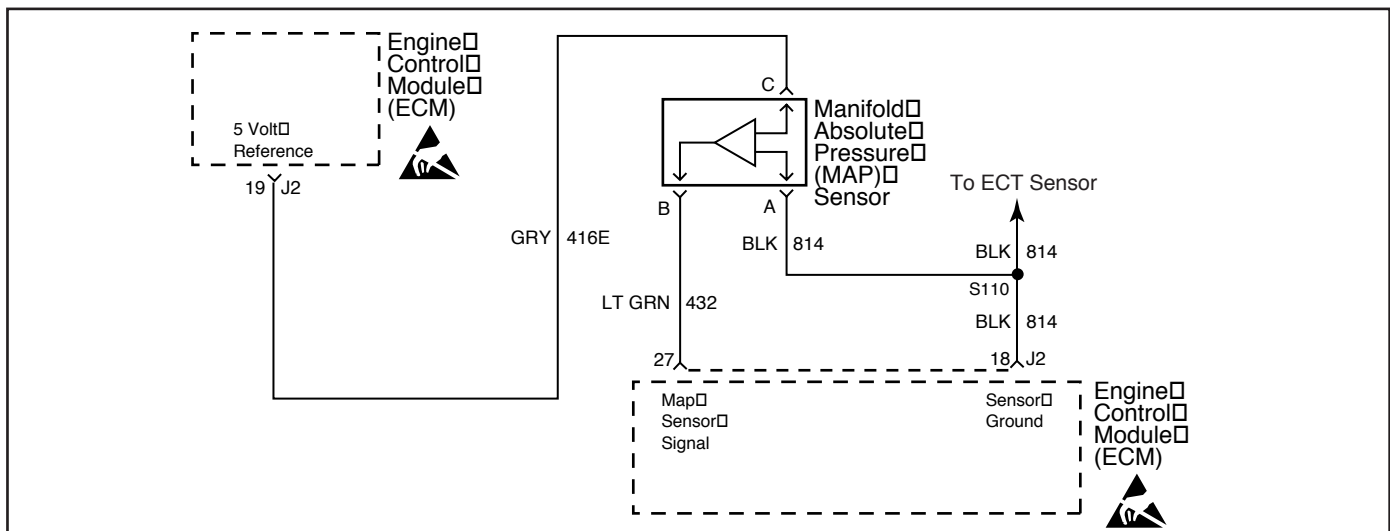 Engine
Control
Module
(ECM)
5 Volt
Reference
19 J2
C
Manifold
Absolute
Pressure
(MAP)
Sensor
B
A
To ECT Sensor
GRY 416E
BLK 814
BLK 814
S110
LT GRN 432
BLK 814
27
18 J2
Map
Sensor
Signal
Sensor
Ground
Engine
Control
Module
(ECM)